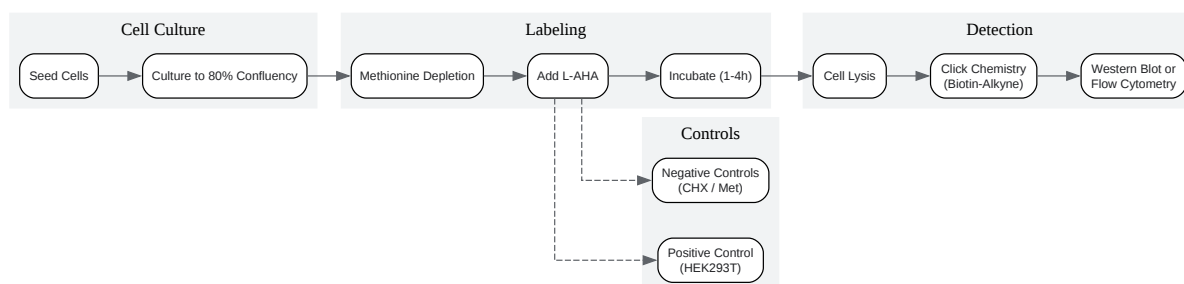 Cell Culture
Seed Cells
Culture to 80% Confluency
Labeling
Methionine Depletion
Add L-AHA
Incubate (1-4h)
Detection
Cell Lysis
Click Chemistry
(Biotin-Alkyne)
Western Blot or
Flow Cytometry
Controls
Negative Controls
(CHX / Met)
Positive Control
(HEK293T)